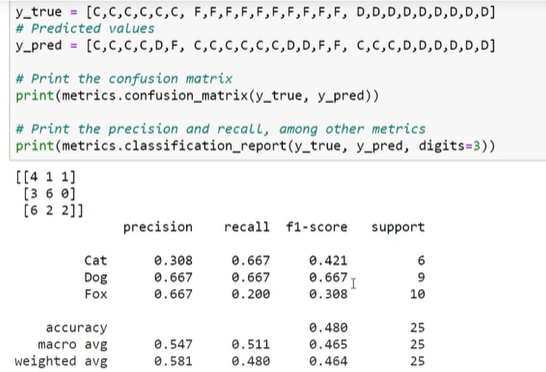 y_true = [C,C,C,C,C,C, F,F,F,F,F,F,F,F,F,F, D,D,D,D,D,D,D,D,D]
# Predicted values
y_pred = [C,C,C,C,D,F, C,C,C,C,C,C,D,D,F,F, C,C,C,D,D,D,D,D,D]
# Print the confusion matrix
print(metrics.confusion_matrix(y_true, y_pred))
# Print the precision and recall, among other metrics
print(metrics.classification_report(y_true, y_pred, digits=3))
[[4 1 1]
[3 6 0]
[6 2 2]]
precision recall f1-score support
Cat 0.308 0.667 0.421 6
Dog 0.667 0.667 0.667 9
Fox 0.667 0.200 0.308 10
accuracy 0.480 25
macro avg 0.547 0.511 0.465 25
weighted avg 0.581 0.480 0.464 25